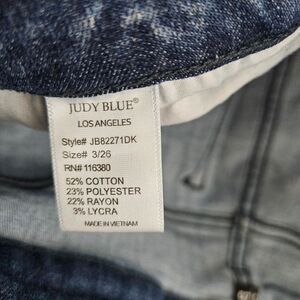 JUDY BLUE®
LOS ANGELES
Style# JB82271DK
Size# 3/26
RN# 116380
52% COTTON
23% POLYESTER
22% RAYON
3% LYCRA
MADE IN VIETNAM